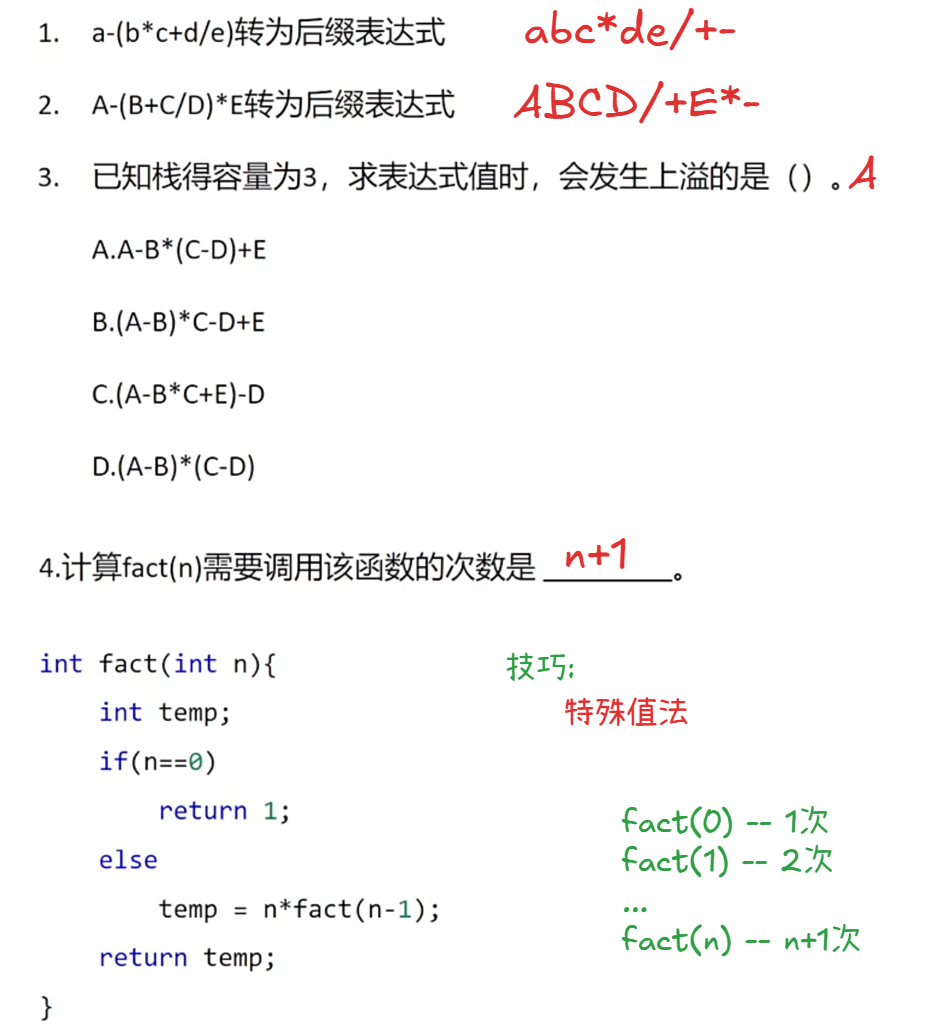 1. a-(b*c+d/e)转为后缀表达式 abc*de/+-
2. A-(B+C/D)*E转为后缀表达式 ABCD/+E*-
3. 已知栈得容量为3，求表达式值时，会发生上溢的是（）。A
A.A-B*(C-D)+E
B.(A-B)*C-D+E
C.(A-B*C+E)-D
D.(A-B)*(C-D)
4.计算fact(n)需要调用该函数的次数是 n+1 。
int fact(int n){
int temp;
if(n==0)
return 1;
else
temp = n*fact(n-1);
return temp;
}
技巧:
特殊值法
fact(0) -- 1次
fact(1) -- 2次
...
fact(n) -- n+1次